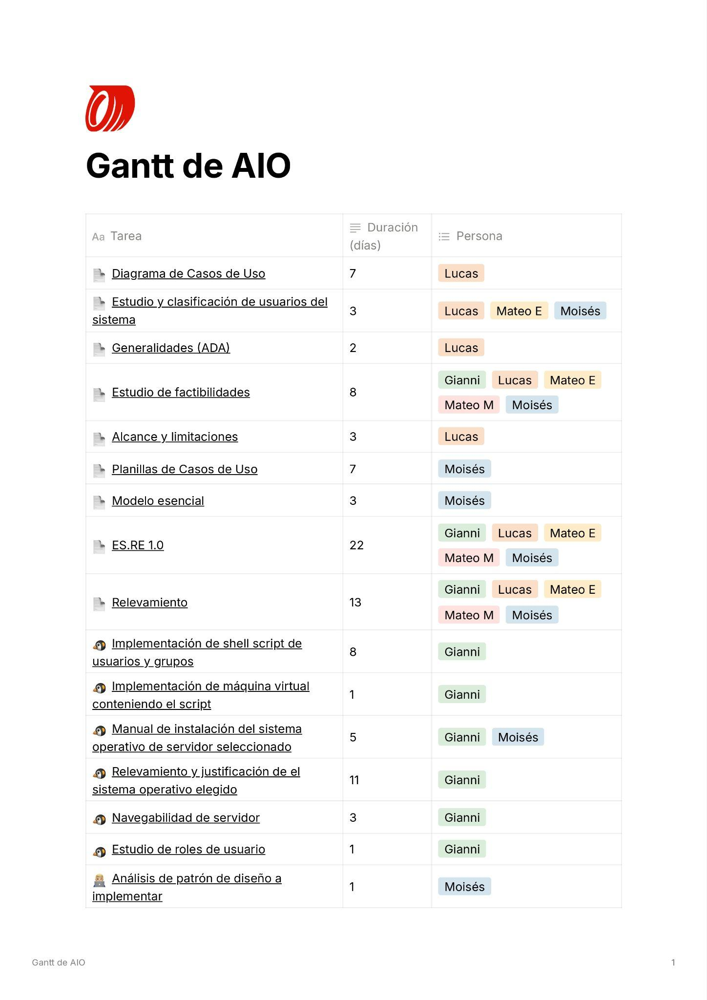 Gantt de AIO
Aa Tarea
Duración
(días)
Persona
Diagrama de Casos de Uso
7
Lucas
Estudio y clasificación de usuarios del
sistema
3
Lucas Mateo E Moisés
Generalidades (ADA)
2
Lucas
Estudio de factibilidades
8
Gianni Lucas Mateo E
Mateo M Moisés
Alcance y limitaciones
3
Lucas
Planillas de Casos de Uso
7
Moisés
Modelo esencial
3
Moisés
ES.RE 1.0
22
Gianni Lucas Mateo E
Mateo M Moisés
Relevamiento
13
Gianni Lucas Mateo E
Mateo M Moisés
Implementación de shell script de
usuarios y grupos
8
Gianni
Implementación de máquina virtual
conteniendo el script
1
Gianni
Manual de instalación del sistema
operativo de servidor seleccionado
5
Gianni Moisés
Relevamiento y justificación de el
sistema operativo elegido
11
Gianni
Navegabilidad de servidor
3
Gianni
Estudio de roles de usuario
1
Gianni
Análisis de patrón de diseño a
implementar
1
Moisés
Gantt de AIO
1